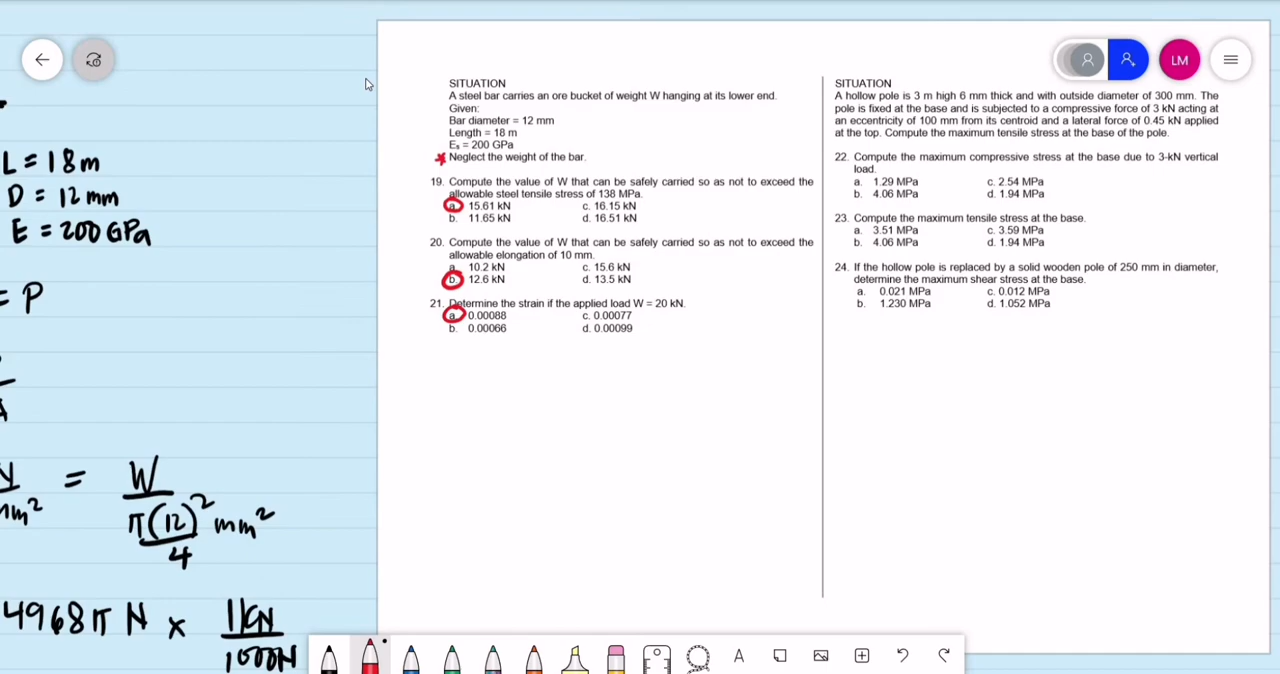 L = 18m
D = 12mm
E = 200GPa
= P
= W
π(12)² mm²
4
mm²
4968π N x 1kN
1000N
SITUATION
A steel bar carries an ore bucket of weight W hanging at its lower end.
Given:
Bar diameter = 12 mm
Length = 18 m
Es = 200 GPa
Neglect the weight of the bar.
19. Compute the value of W that can be safely carried so as not to exceed the
allowable steel tensile stress of 138 MPa.
a. 15.61 kN c. 16.15 kN
b. 11.65 kN d. 16.51 kN
20. Compute the value of W that can be safely carried so as not to exceed the
allowable elongation of 10 mm.
a. 10.2 kN c. 15.6 kN
b. 12.6 kN d. 13.5 kN
21. Determine the strain if the applied load W = 20 kN.
a. 0.00088 c. 0.00077
b. 0.00066 d. 0.00099
SITUATION
A hollow pole is 3 m high 6 mm thick and with outside diameter of 300 mm. The
pole is fixed at the base and is subjected to a compressive force of 3 kN acting at
an eccentricity of 100 mm from its centroid and a lateral force of 0.45 kN applied
at the top. Compute the maximum tensile stress at the base of the pole.
22. Compute the maximum compressive stress at the base due to 3-kN vertical
load.
a. 1.29 MPa c. 2.54 MPa
b. 4.06 MPa d. 1.94 MPa
23. Compute the maximum tensile stress at the base.
a. 3.51 MPa c. 3.59 MPa
b. 4.06 MPa d. 1.94 MPa
24. If the hollow pole is replaced by a solid wooden pole of 250 mm in diameter,
determine the maximum shear stress at the base.
a. 0.021 MPa c. 0.012 MPa
b. 1.230 MPa d. 1.052 MPa
LM
A